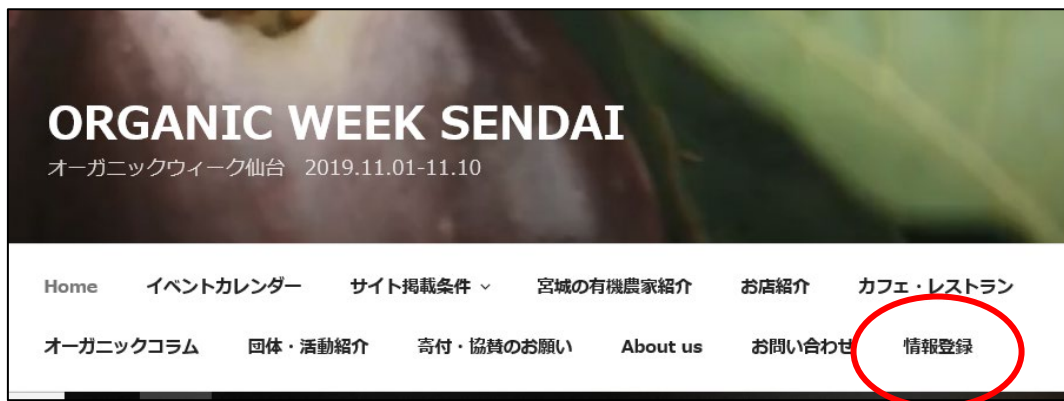 ORGANIC WEEK SENDAI
オーガニックウィーク仙台　2019.11.01-11.10
Home イベントカレンダー サイト掲載条件 宮城の有機農家紹介 お店紹介 カフェ・レストラン
オーガニックコラム 団体・活動紹介 寄付・協賛のお願い About us お問い合わせ 情報登録